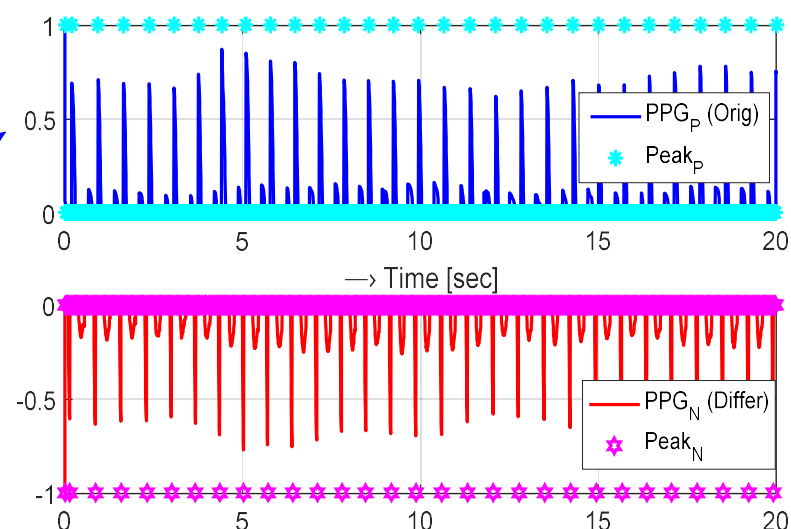 1
0.5
0
PPG_P (Orig)
Peak_P
0 5 10 15 20
—> Time [sec]
0
-0.5
-1
PPG_N (Differ)
Peak_N
0 5 10 15 20